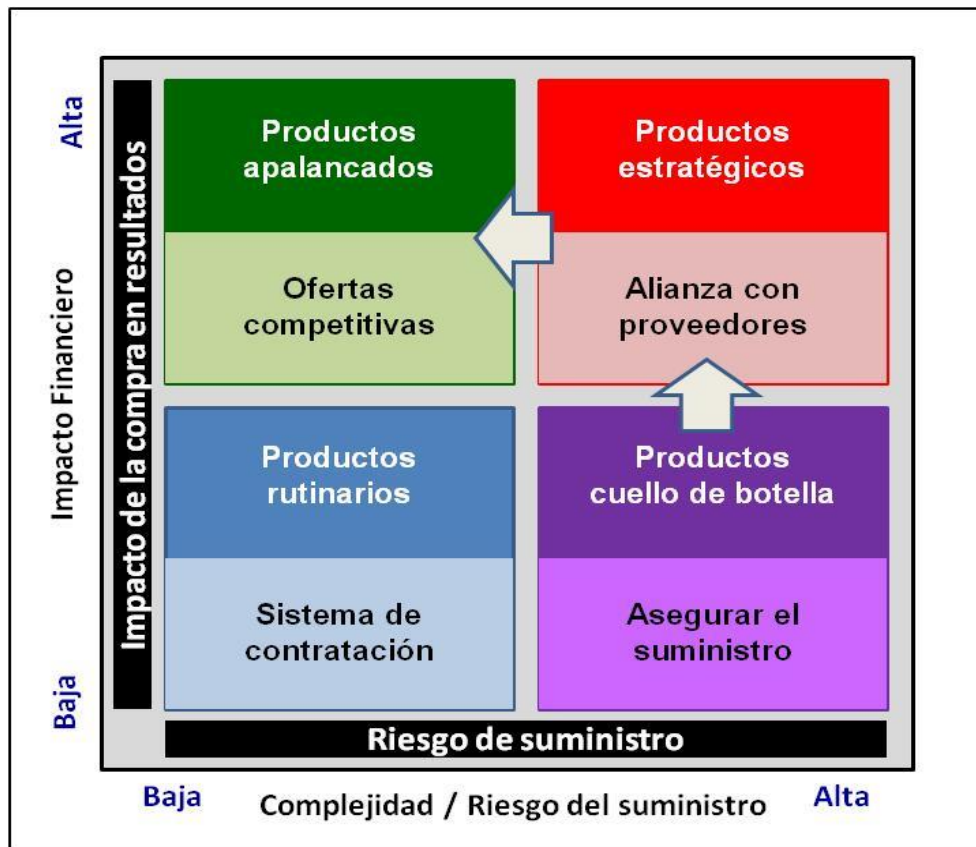 Alta
Impacto Financiero
Baja
Impacto de la compra en resultados
Productos
apalancados
Ofertas
competitivas
Productos
estratégicos
Alianza con
proveedores
Productos
rutinarios
Sistema de
contratación
Productos
cuello de botella
Asegurar el
suministro
Riesgo de suministro
Baja
Complejidad / Riesgo del suministro
Alta